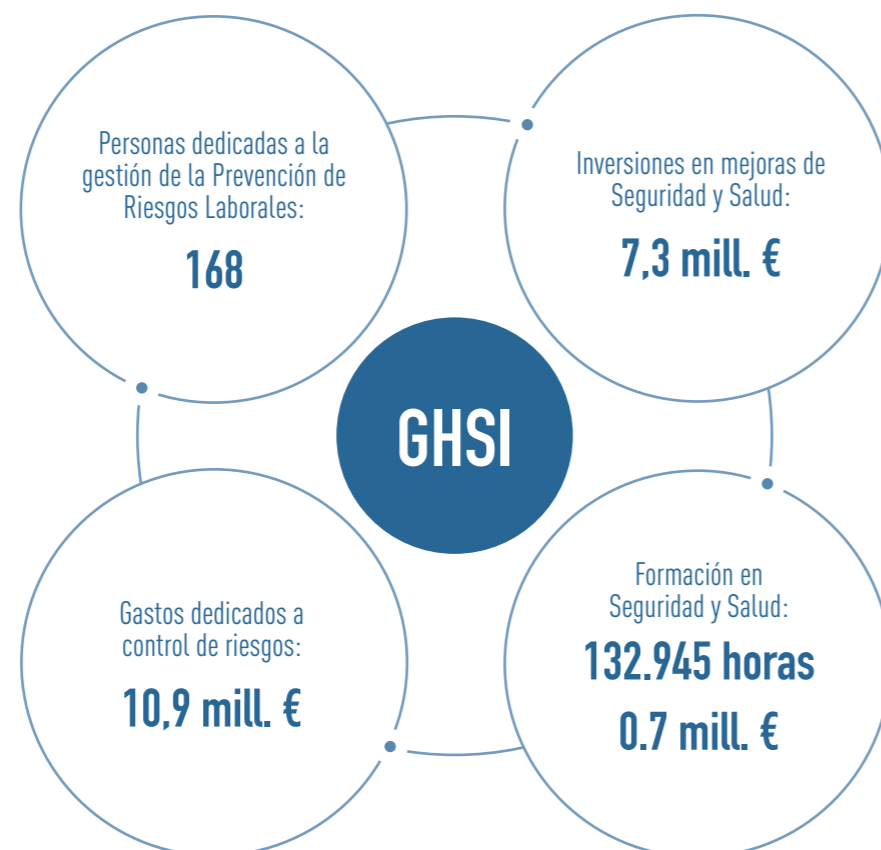 Personas dedicadas a la
gestión de la Prevención de
Riesgos Laborales:
168
Inversiones en mejoras de
Seguridad y Salud:
7,3 mill. €
GHSI
Gastos dedicados a
control de riesgos:
10,9 mill. €
Formación en
Seguridad y Salud:
132.945 horas
0.7 mill. €